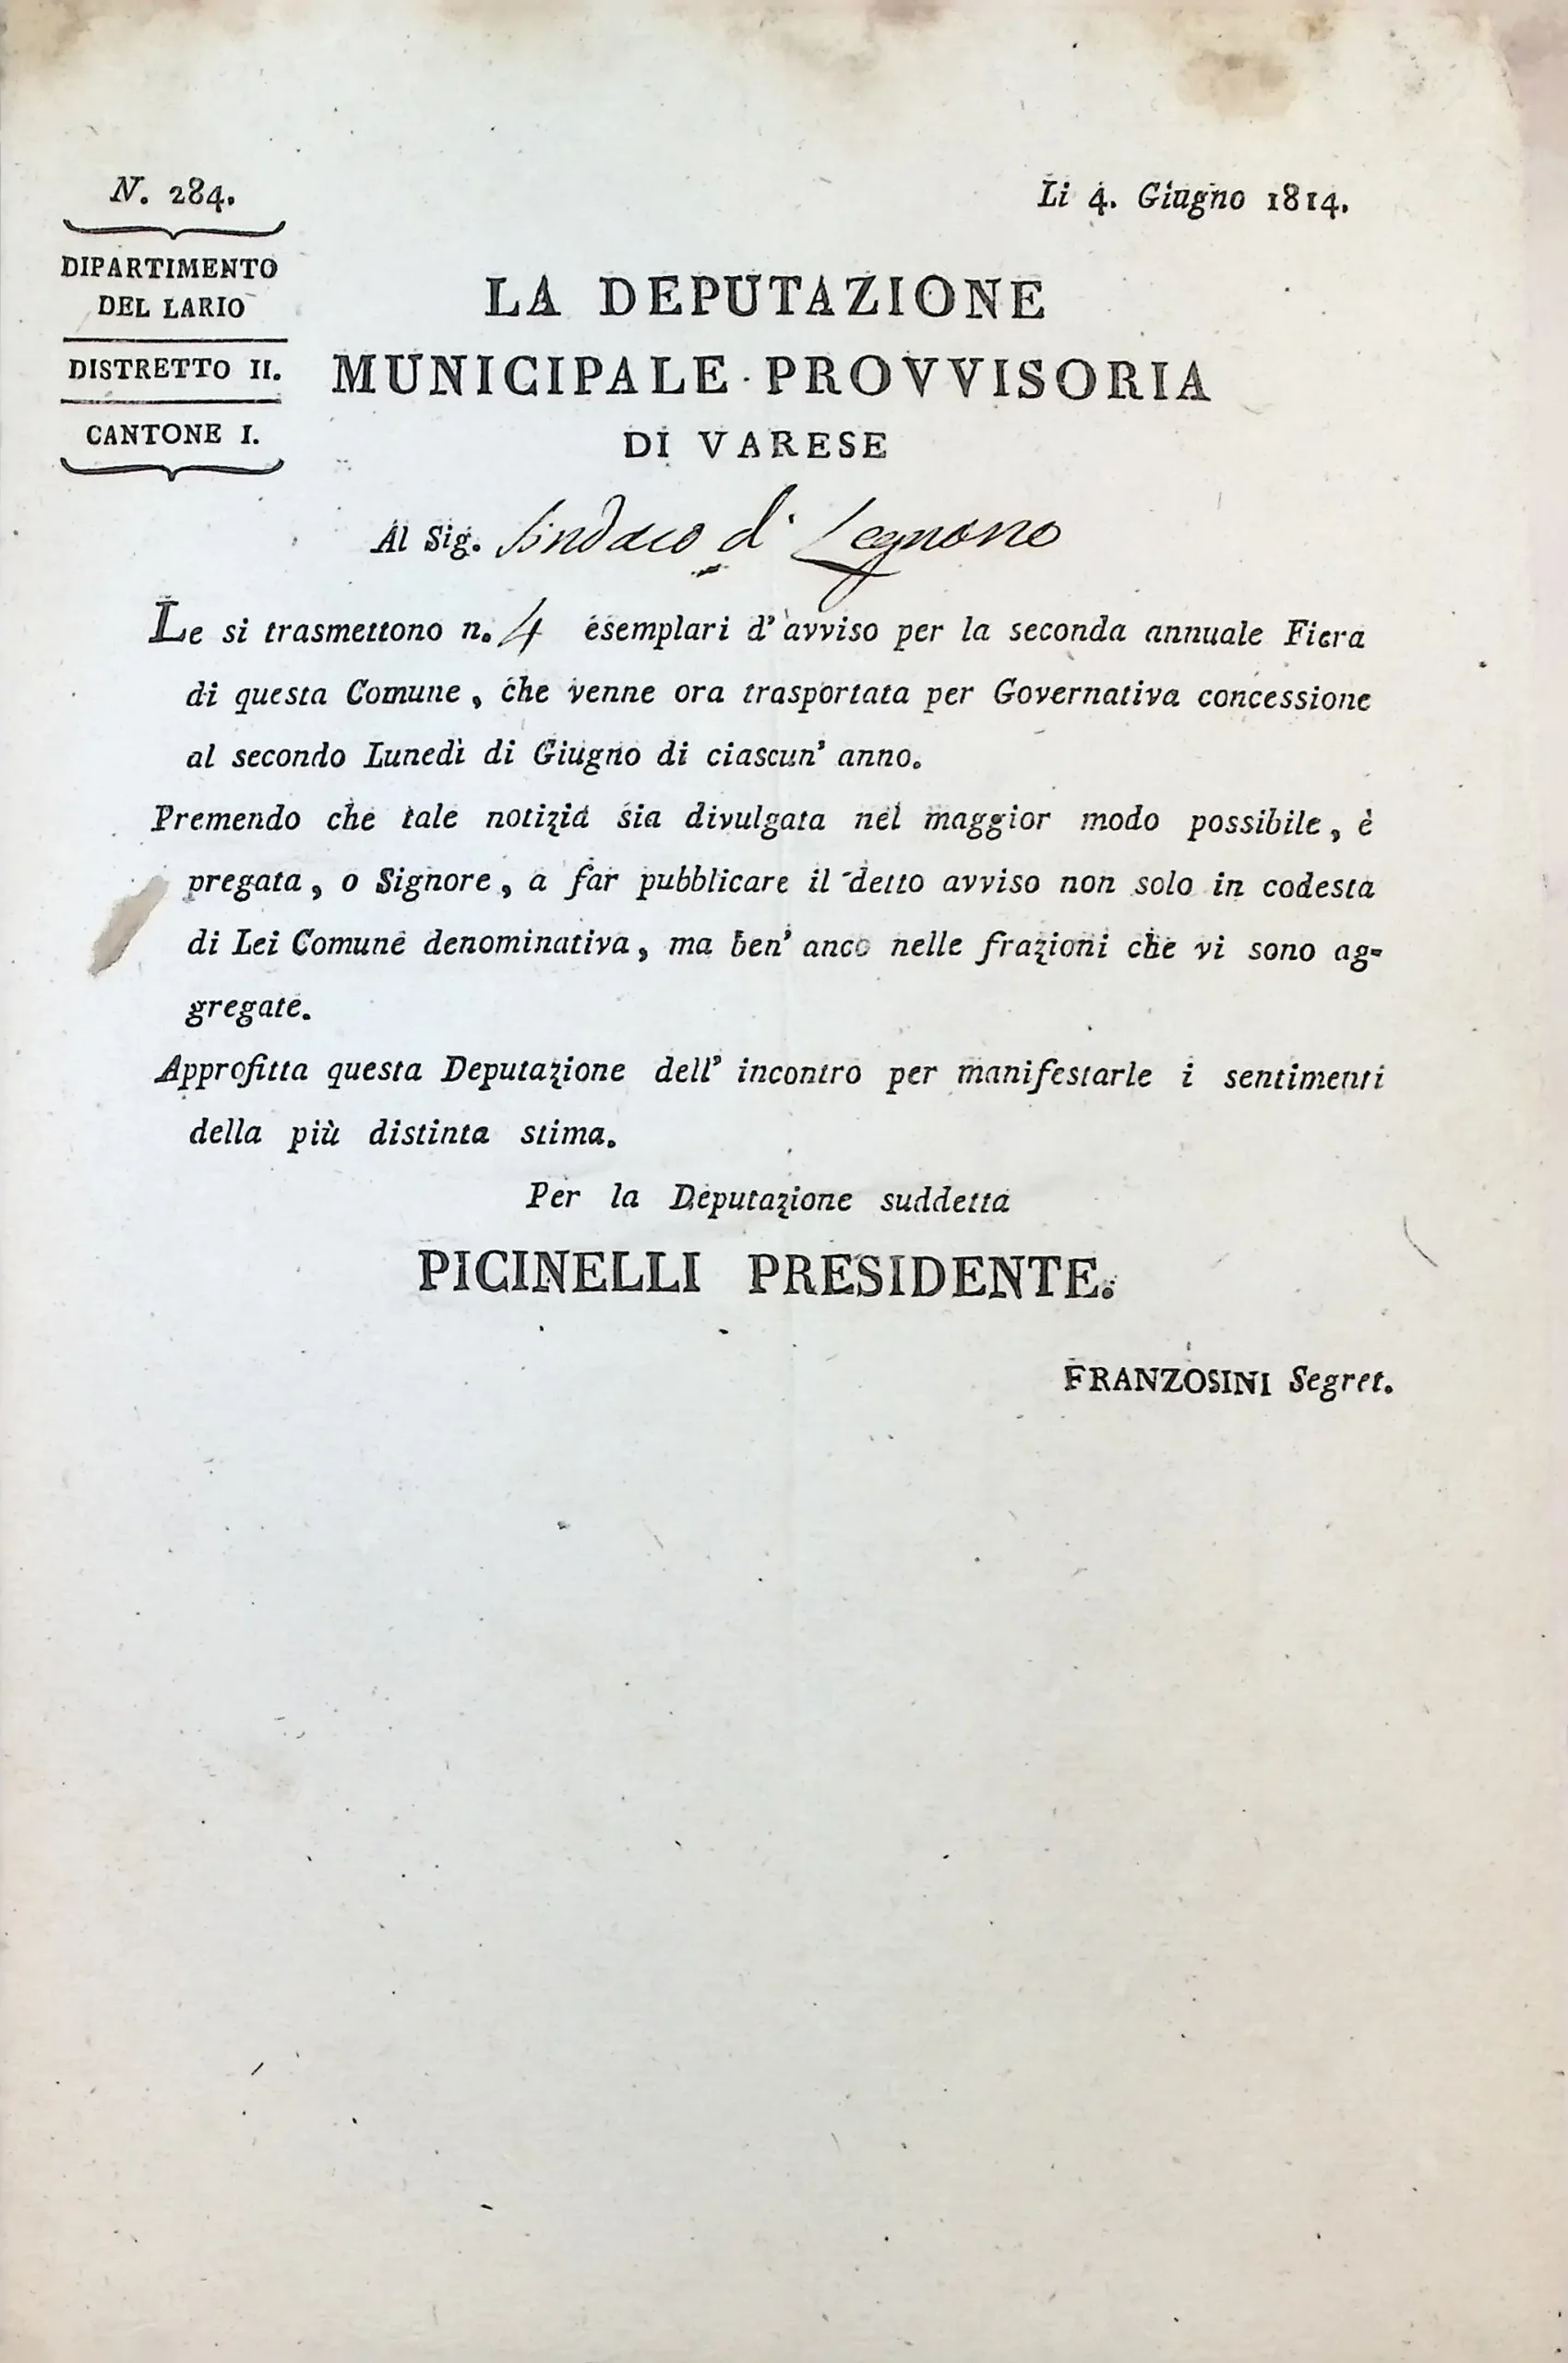 N. 284.
Li 4. Giugno 1814.
DIPARTIMENTO
DEL LARIO
DISTRETTO II.
CANTONE I.
LA DEPUTAZIONE
MUNICIPALE PROVVISORIA
DI VARESE
Al Sig. Sindaco di Legnano
Le si trasmettono n. 4 esemplari d' avviso per la seconda annuale Fiera
di questa Comune, che venne ora trasportata per Governativa concessione
al secondo Lunedì di Giugno di ciascun' anno.
Premendo che tale notizia sia divulgata nel maggior modo possibile, è
pregata, o Signore, a far pubblicare il detto avviso non solo in codesta
di Lei Comune denominativa, ma ben' anco nelle frazioni che vi sono ag-
gregate.
Approfitta questa Deputazione dell' incontro per manifestarle i sentimenti
della più distinta stima.
Per la Deputazione suddetta
PICINELLI PRESIDENTE.
FRANZOSINI Segret.